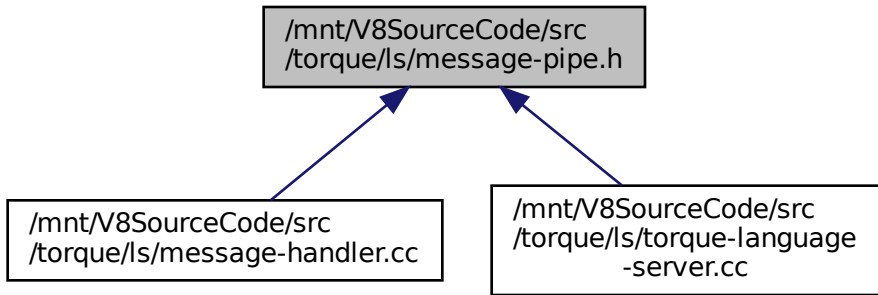 /mnt/V8SourceCode/src
/torque/ls/message-pipe.h
/mnt/V8SourceCode/src
/torque/ls/message-handler.cc
/mnt/V8SourceCode/src
/torque/ls/torque-language
-server.cc